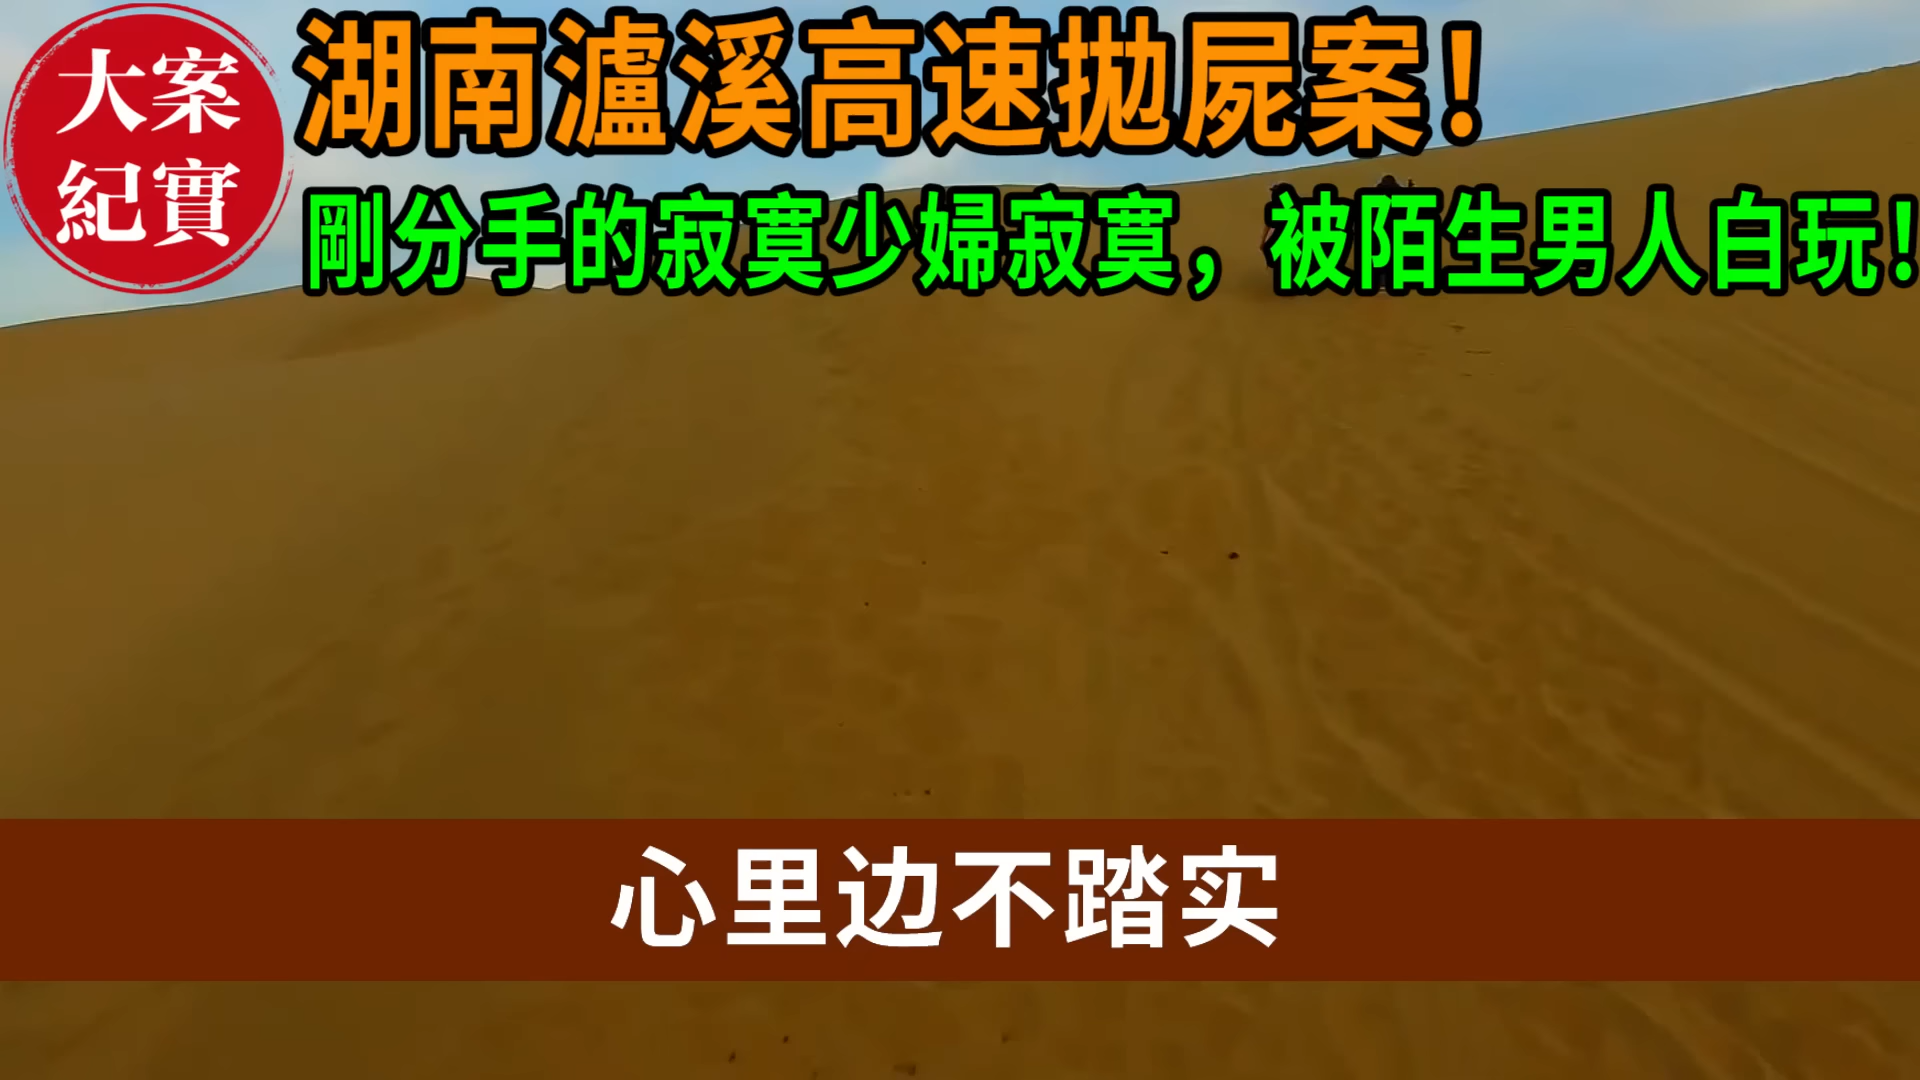 大案
紀實
湖南瀘溪高速拋屍案！
剛分手的寂寞少婦寂寞，被陌生男人白玩！
心里边不踏实